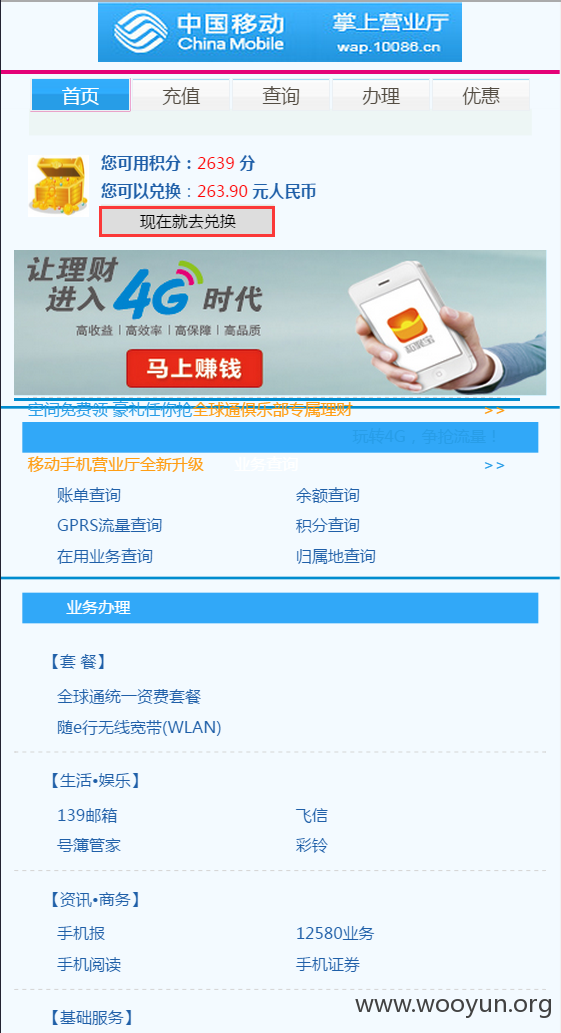 中国移动 掌上营业厅
China Mobile wap.10086.cn
首页 充值 查询 办理 优惠
您可用积分：2639 分
您可以兑换：263.90 元人民币
现在就去兑换
让理财
进入4G时代
高收益 | 高效率 | 高保障 | 高品质
马上赚钱
和聚宝
空间免费领 豪礼任你抢全球通俱乐部专属理财 >>
玩转4G，争抢流量！
移动手机营业厅全新升级 业务查询 >>
账单查询 余额查询
GPRS流量查询 积分查询
在用业务查询 归属地查询
业务办理
【套 餐】
全球通统一资费套餐
随e行无线宽带(WLAN)
【生活•娱乐】
139邮箱 飞信
号簿管家 彩铃
【资讯•商务】
手机报 12580业务
手机阅读 手机证券
【基础服务】
www.wooyun.org